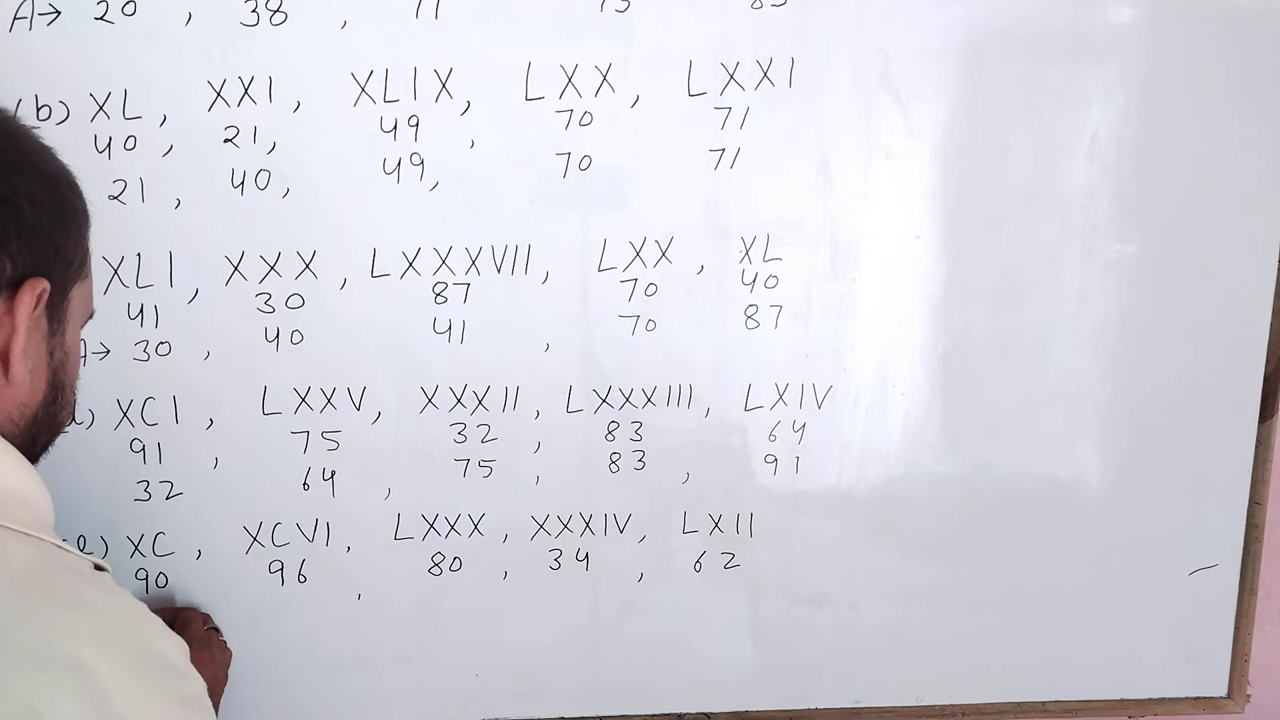 A→ 20 , 38 , 71 73 83
(b) XL , XXI , XLIX , LXX , LXXI
40 , 21, 49 , 70 71
21 , 40, 49, 70 71
XLI , XXX , LXXXVII , LXX , XL
41 30 87 70 40
A→ 30 , 40 41 , 70 87
) XCI , LXXV , XXXII , LXXXIII , LXIV
91 , 75 32 , 83 64
32 64 , 75 , 83 , 91
e) XC , XCVI , LXXX , XXXIV , LXII
90 96 , 80 , 34 , 62